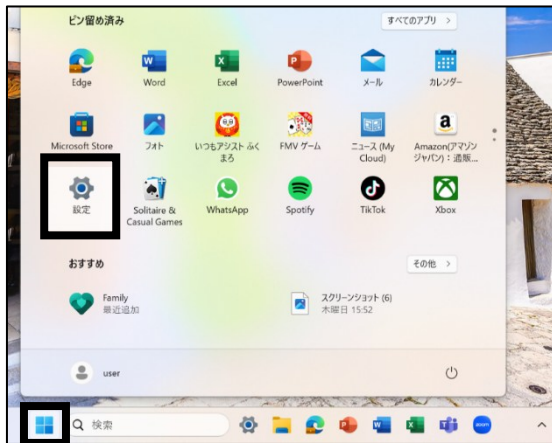 ピン留め済み
すべてのアプリ >
Edge
Word
Excel
PowerPoint
メール
カレンダー
Microsoft Store
フォト
いつもアシスト ふく
まろ
FMV ゲーム
ニュース (My
Cloud)
Amazon(アマゾン
ジャパン)：通販...
設定
Solitaire &
Casual Games
WhatsApp
Spotify
TikTok
Xbox
おすすめ
その他 >
Family
最近追加
スクリーンショット (6)
木曜日 15:52
user
検索
zoom